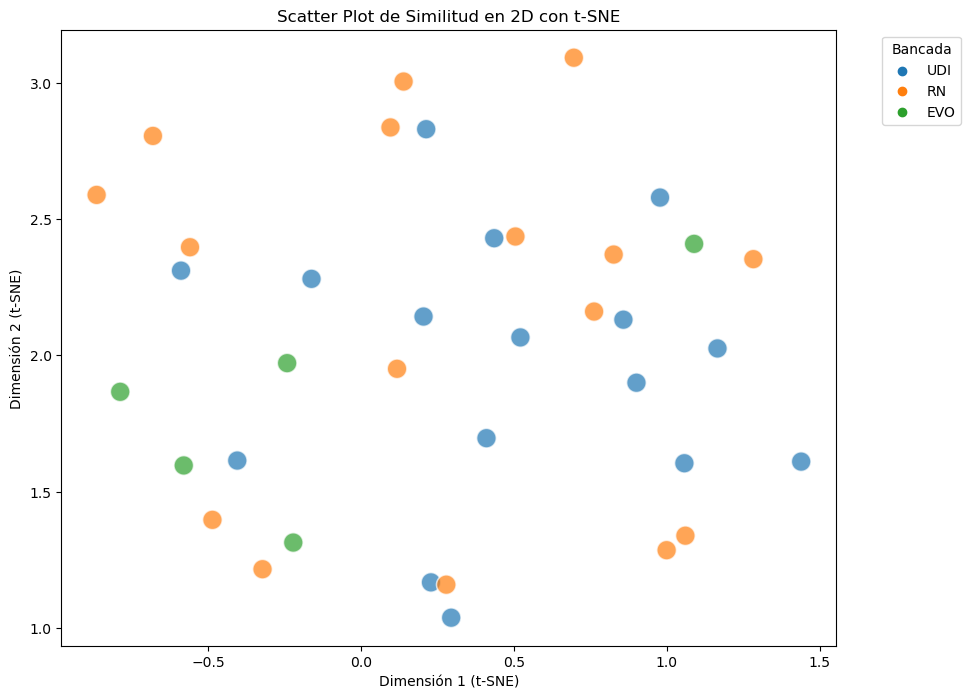 Scatter Plot de Similitud en 2D con t-SNE
Bancada
UDI
RN
EVO
Dimensión 2 (t-SNE)
3.0
2.5
2.0
1.5
1.0
−0.5
0.0
0.5
1.0
1.5
Dimensión 1 (t-SNE)